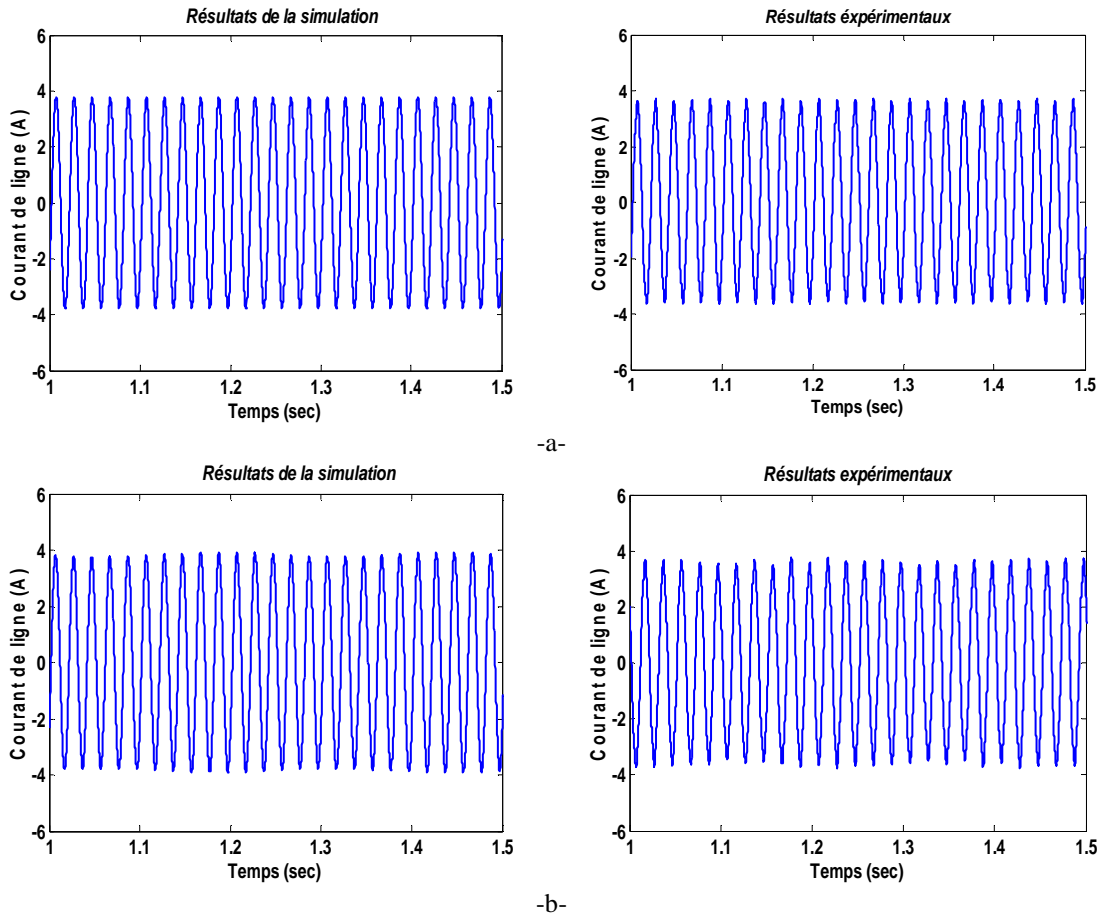 Résultats de la simulation
Courant de ligne (A)
6
4
2
0
-2
-4
-6
1 1.1 1.2 1.3 1.4 1.5
Temps (sec)
Résultats éxpérimentaux
Courant de ligne (A)
6
4
2
0
-2
-4
-6
1 1.1 1.2 1.3 1.4 1.5
Temps (sec)
-a-
Résultats de la simulation
Courant de ligne (A)
6
4
2
0
-2
-4
-6
1 1.1 1.2 1.3 1.4 1.5
Temps (sec)
Résultats expérimentaux
Courant de ligne (A)
6
4
2
0
-2
-4
-6
1 1.1 1.2 1.3 1.4 1.5
Temps (sec)
-b-